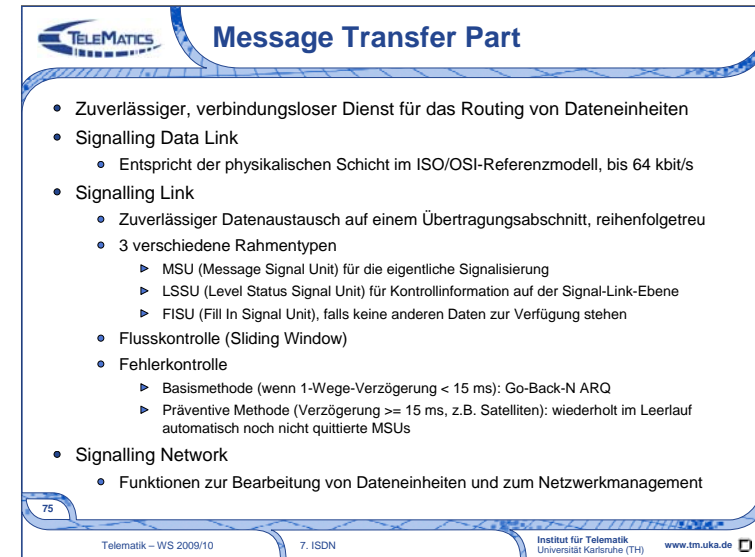 TELEMATICS
Message Transfer Part
Zuverlässiger, verbindungsloser Dienst für das Routing von Dateneinheiten
Signalling Data Link
Entspricht der physikalischen Schicht im ISO/OSI-Referenzmodell, bis 64 kbit/s
Signalling Link
Zuverlässiger Datenaustausch auf einem Übertragungsabschnitt, reihenfolgetreu
3 verschiedene Rahmentypen
MSU (Message Signal Unit) für die eigentliche Signalisierung
LSSU (Level Status Signal Unit) für Kontrollinformation auf der Signal-Link-Ebene
FISU (Fill In Signal Unit), falls keine anderen Daten zur Verfügung stehen
Flusskontrolle (Sliding Window)
Fehlerkontrolle
Basismethode (wenn 1-Wege-Verzögerung < 15 ms): Go-Back-N ARQ
Präventive Methode (Verzögerung >= 15 ms, z.B. Satelliten): wiederholt im Leerlauf
automatisch noch nicht quittierte MSUs
Signalling Network
Funktionen zur Bearbeitung von Dateneinheiten und zum Netzwerkmanagement
75
Telematik – WS 2009/10
7. ISDN
Institut für Telematik
Universität Karlsruhe (TH)
www.tm.uka.de